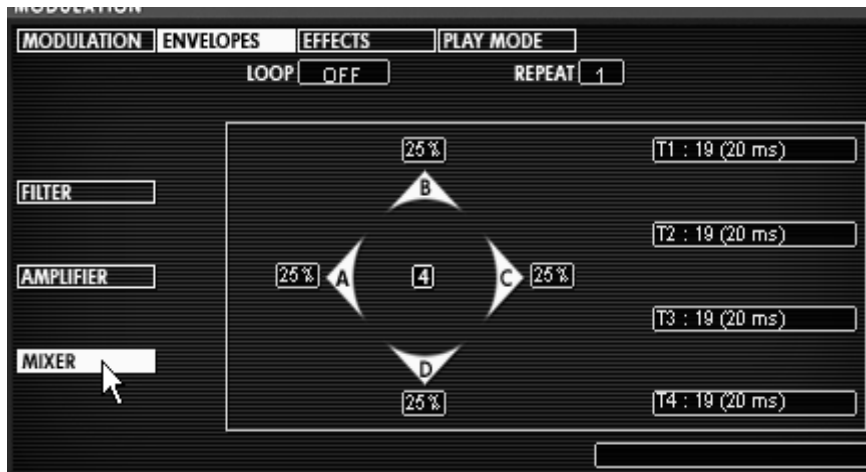 MODULATION
MODULATION ENVELOPES EFFECTS PLAY MODE
LOOP OFF REPEAT 1
25% T1 : 19 (20 ms)
FILTER B
T2 : 19 (20 ms)
AMPLIFIER 25% A 4 C 25%
T3 : 19 (20 ms)
MIXER D
25% T4 : 19 (20 ms)